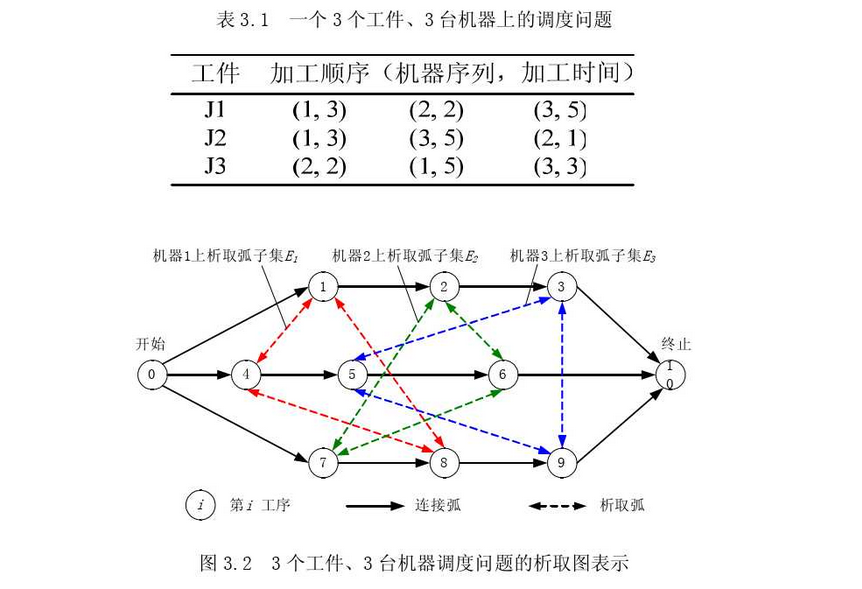 表 3.1 一个 3 个工件、3 台机器上的调度问题
工件 加工顺序（机器序列，加工时间）
J1 (1, 3) (2, 2) (3, 5)
J2 (1, 3) (3, 5) (2, 1)
J3 (2, 2) (1, 5) (3, 3)
机器1上析取弧子集E1 机器2上析取弧子集E2 机器3上析取弧子集E3
1 2 3
开始 终止
0 4 5 6 10
7 8 9
i 第i 工序 连接弧 析取弧
图 3.2 3 个工件、3 台机器调度问题的析取图表示